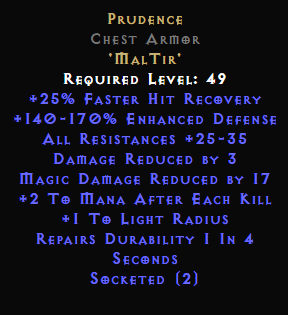 Prudence
Chest Armor
'MalTir'
Required Level: 49
+25% Faster Hit Recovery
+140-170% Enhanced Defense
All Resistances +25-35
Damage Reduced by 3
Magic Damage Reduced by 17
+2 To Mana After Each Kill
+1 To Light Radius
Repairs Durability 1 In 4
Seconds
Socketed (2)